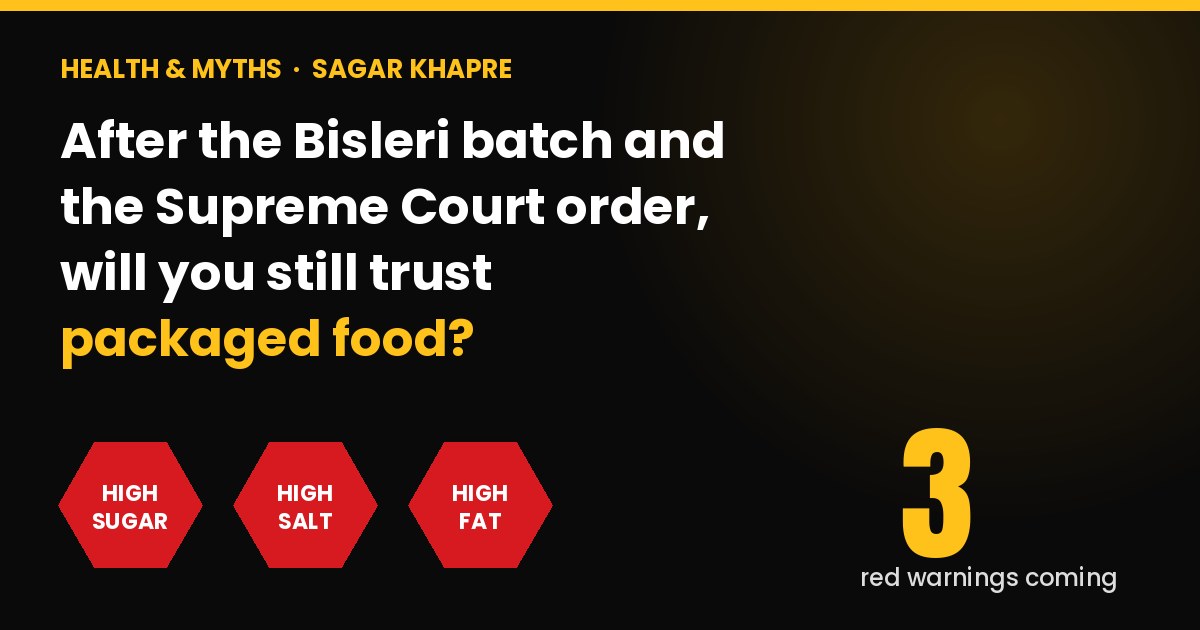 HEALTH & MYTHS · SAGAR KHAPRE
After the Bisleri batch and
the Supreme Court order,
will you still trust
packaged food?
HIGH
SUGAR
HIGH
SALT
HIGH
FAT
3
red warnings coming